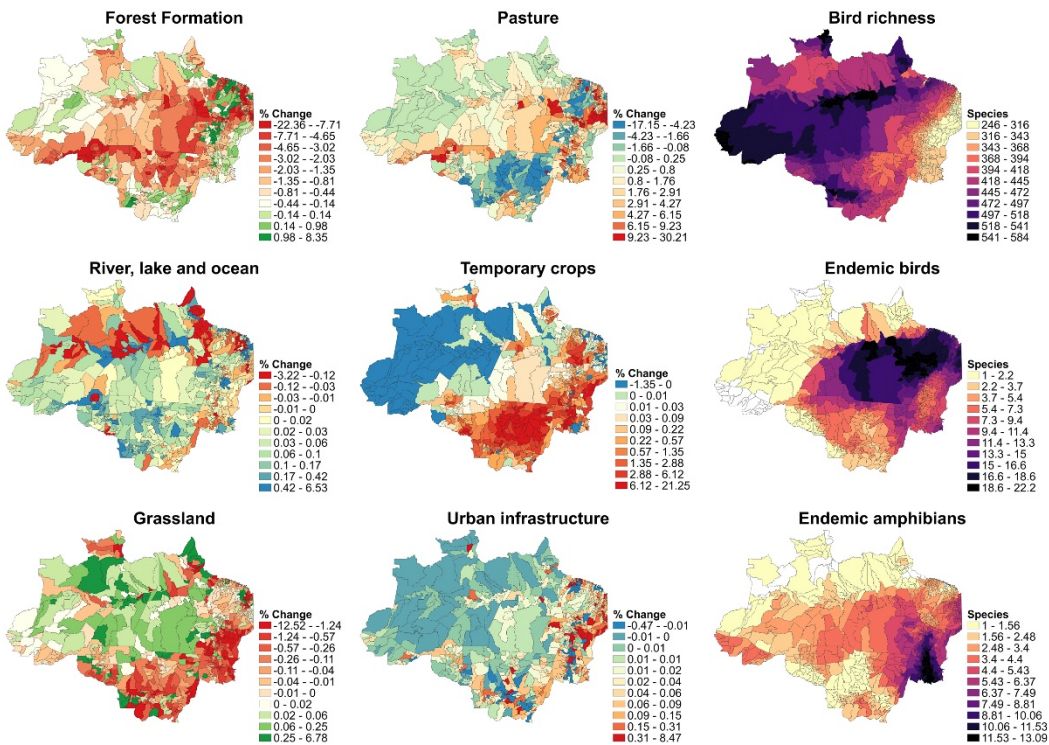 Forest Formation
% Change
-22.36 - -7.71
-7.71 - -4.65
-4.65 - -3.02
-3.02 - -2.03
-2.03 - -1.35
-1.35 - -0.81
-0.81 - -0.44
-0.44 - -0.14
-0.14 - 0.14
0.14 - 0.98
0.98 - 8.35
Pasture
% Change
-17.15 - -4.23
-4.23 - -1.66
-1.66 - -0.08
-0.08 - 0.25
0.25 - 0.8
0.8 - 1.76
1.76 - 2.91
2.91 - 4.27
4.27 - 6.15
6.15 - 9.23
9.23 - 30.21
Bird richness
Species
246 - 316
316 - 343
343 - 368
368 - 394
394 - 418
418 - 445
445 - 472
472 - 497
497 - 518
518 - 541
541 - 584
River, lake and ocean
% Change
-3.22 - -0.12
-0.12 - -0.03
-0.03 - -0.01
-0.01 - 0
0 - 0.02
0.02 - 0.03
0.03 - 0.06
0.06 - 0.1
0.1 - 0.17
0.17 - 0.42
0.42 - 6.53
Temporary crops
% Change
-1.35 - 0
0 - 0.01
0.01 - 0.03
0.03 - 0.09
0.09 - 0.22
0.22 - 0.57
0.57 - 1.35
1.35 - 2.88
2.88 - 6.12
6.12 - 21.25
Endemic birds
Species
1 - 2.2
2.2 - 3.7
3.7 - 5.4
5.4 - 7.3
7.3 - 9.4
9.4 - 11.4
11.4 - 13.3
13.3 - 15
15 - 16.6
16.6 - 18.6
18.6 - 22.2
Grassland
% Change
-12.52 - -1.24
-1.24 - -0.57
-0.57 - -0.26
-0.26 - -0.11
-0.11 - -0.04
-0.04 - -0.01
-0.01 - 0
0 - 0.02
0.02 - 0.06
0.06 - 0.25
0.25 - 6.78
Urban infrastructure
% Change
-0.47 - -0.01
-0.01 - 0
0 - 0.01
0.01 - 0.01
0.01 - 0.02
0.02 - 0.04
0.04 - 0.06
0.06 - 0.09
0.09 - 0.15
0.15 - 0.31
0.31 - 8.47
Endemic amphibians
Species
1 - 1.56
1.56 - 2.48
2.48 - 3.4
3.4 - 4.4
4.4 - 5.43
5.43 - 6.37
6.37 - 7.49
7.49 - 8.81
8.81 - 10.06
10.06 - 11.53
11.53 - 13.09